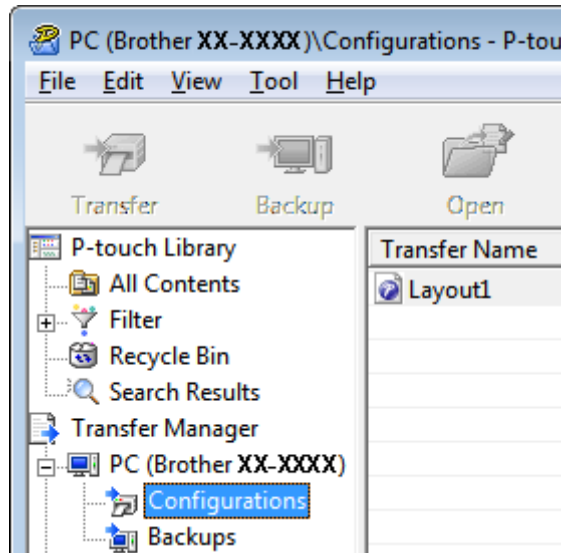 PC (Brother XX-XXXX)\Configurations - P-tou
File Edit View Tool Help
Transfer Backup Open
P-touch Library
All Contents
Filter
Recycle Bin
Search Results
Transfer Manager
PC (Brother XX-XXXX)
Configurations
Backups
Transfer Name
Layout1